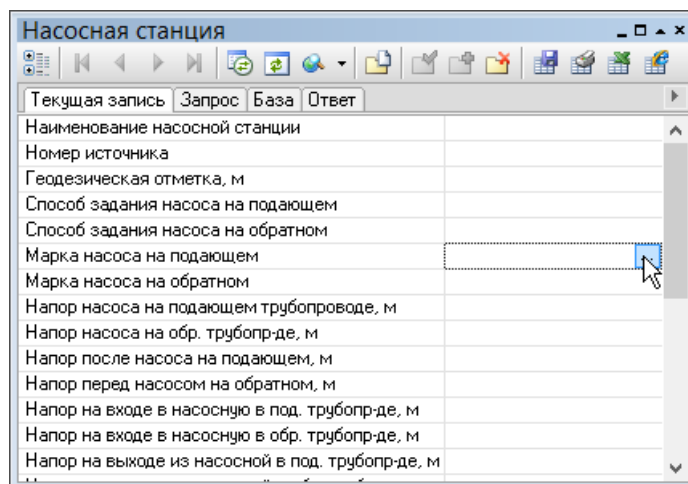 Насосная станция
Текущая запись Запрос База Ответ
Наименование насосной станции
Номер источника
Геодезическая отметка, м
Способ задания насоса на подающем
Способ задания насоса на обратном
Марка насоса на подающем
Марка насоса на обратном
Напор насоса на подающем трубопроводе, м
Напор насоса на обр. трубопр-де, м
Напор после насоса на подающем, м
Напор перед насосом на обратном, м
Напор на входе в насосную в под. трубопр-де, м
Напор на входе в насосную в обр. трубопр-де, м
Напор на выходе из насосной в под. трубопр-де, м